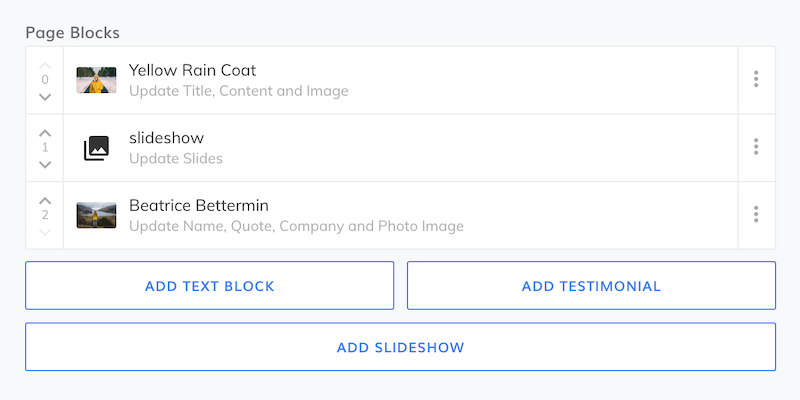 Page Blocks
0
Yellow Rain Coat
Update Title, Content and Image
1
slideshow
Update Slides
2
Beatrice Bettermin
Update Name, Quote, Company and Photo Image
ADD TEXT BLOCK
ADD TESTIMONIAL
ADD SLIDESHOW